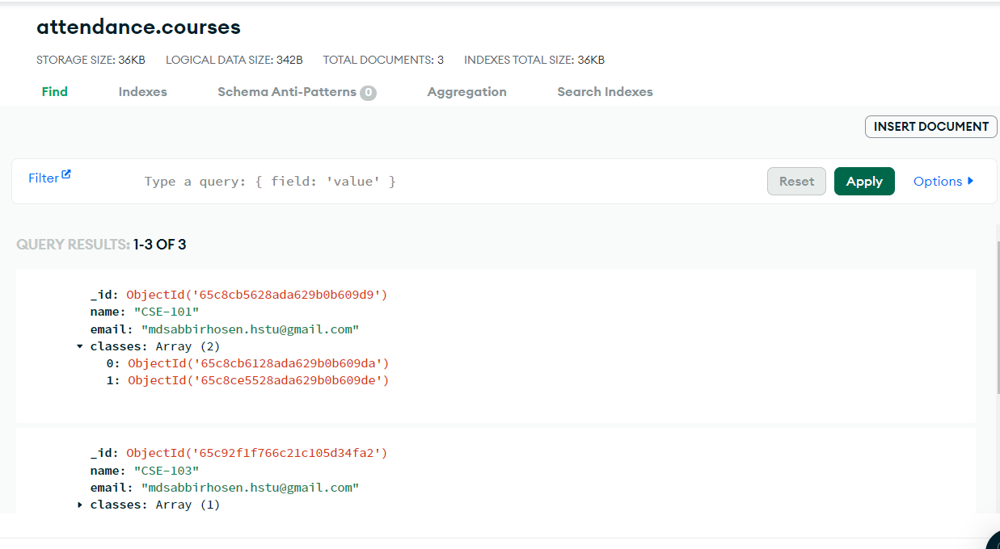 attendance.courses
STORAGE SIZE: 36KB LOGICAL DATA SIZE: 342B TOTAL DOCUMENTS: 3 INDEXES TOTAL SIZE: 36KB
Find Indexes Schema Anti-Patterns 0 Aggregation Search Indexes
INSERT DOCUMENT
Filter Type a query: { field: 'value' } Reset Apply Options
QUERY RESULTS: 1-3 OF 3
_id: ObjectId('65c8cb5628ada629b0b609d9')
name: "CSE-101"
email: "mdsabbirhosen.hstu@gmail.com"
classes: Array (2)
0: ObjectId('65c8cb6128ada629b0b609da')
1: ObjectId('65c8ce5528ada629b0b609de')
_id: ObjectId('65c92f1f766c21c105d34fa2')
name: "CSE-103"
email: "mdsabbirhosen.hstu@gmail.com"
classes: Array (1)